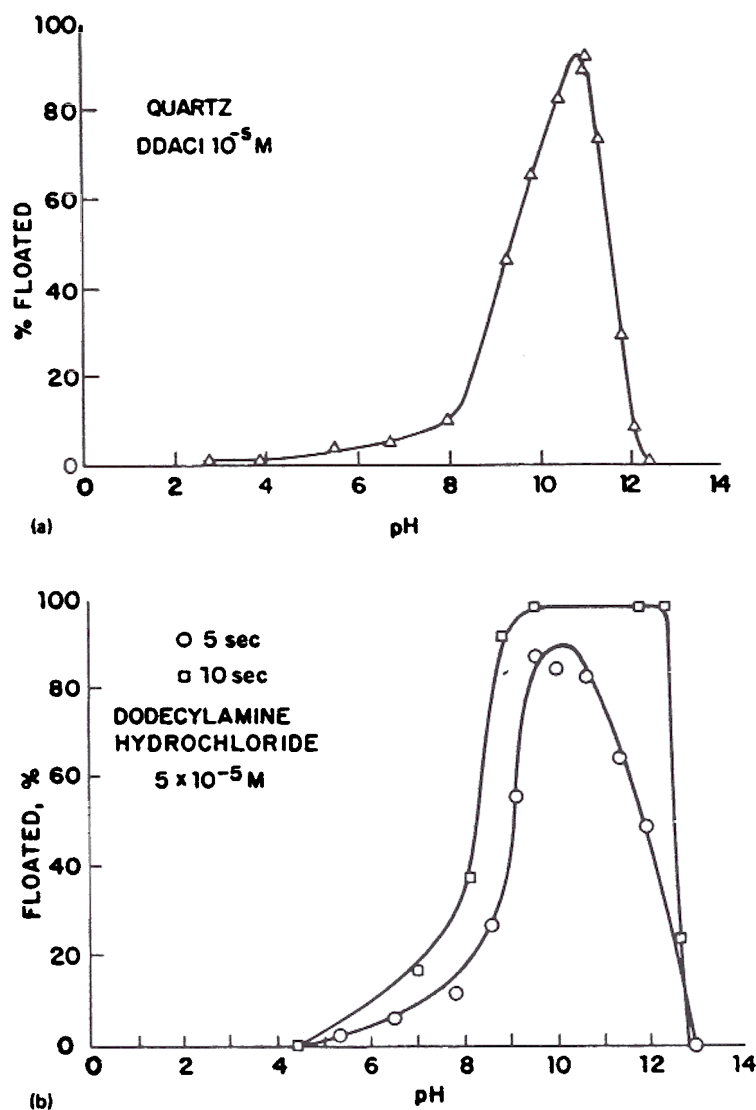 100
80
60
40
20
0
% FLOATED
QUARTZ
DDACl 10⁻⁵ M
0 2 4 6 8 10 12 14
pH
(a)
100
80
60
40
20
0
FLOATED, %
○ 5 sec
□ 10 sec
DODECYLAMINE
HYDROCHLORIDE
5 x 10⁻⁵ M
0 2 4 6 8 10 12 14
pH
(b)